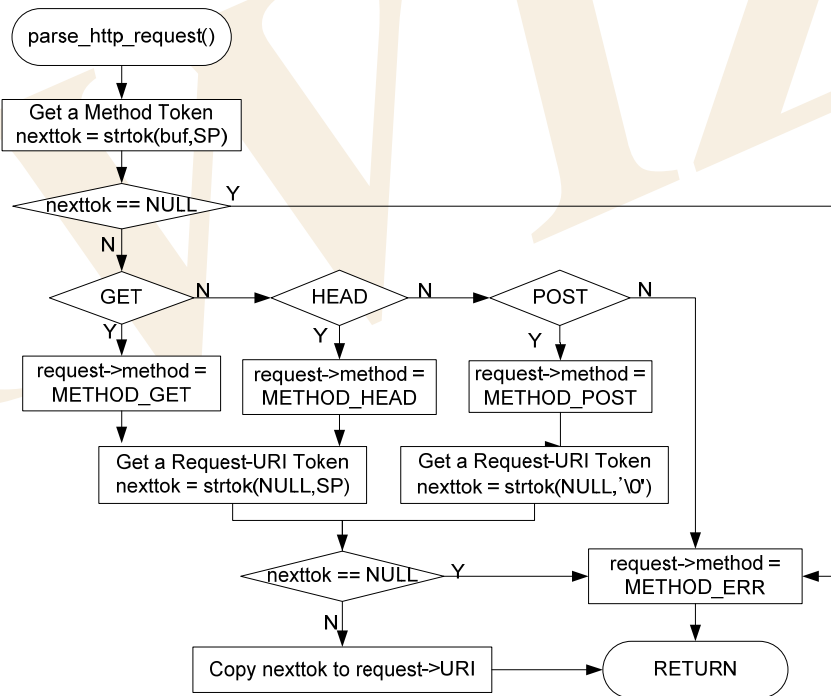 parse_http_request()
Get a Method Token
nexttok = strtok(buf,SP)
nexttok == NULL
Y
N
GET
N
HEAD
N
POST
N
Y
Y
Y
request->method =
METHOD_GET
request->method =
METHOD_HEAD
request->method =
METHOD_POST
Get a Request-URI Token
nexttok = strtok(NULL,SP)
Get a Request-URI Token
nexttok = strtok(NULL,'\0')
nexttok == NULL
Y
request->method =
METHOD_ERR
N
Copy nexttok to request->URI
RETURN
WIZ